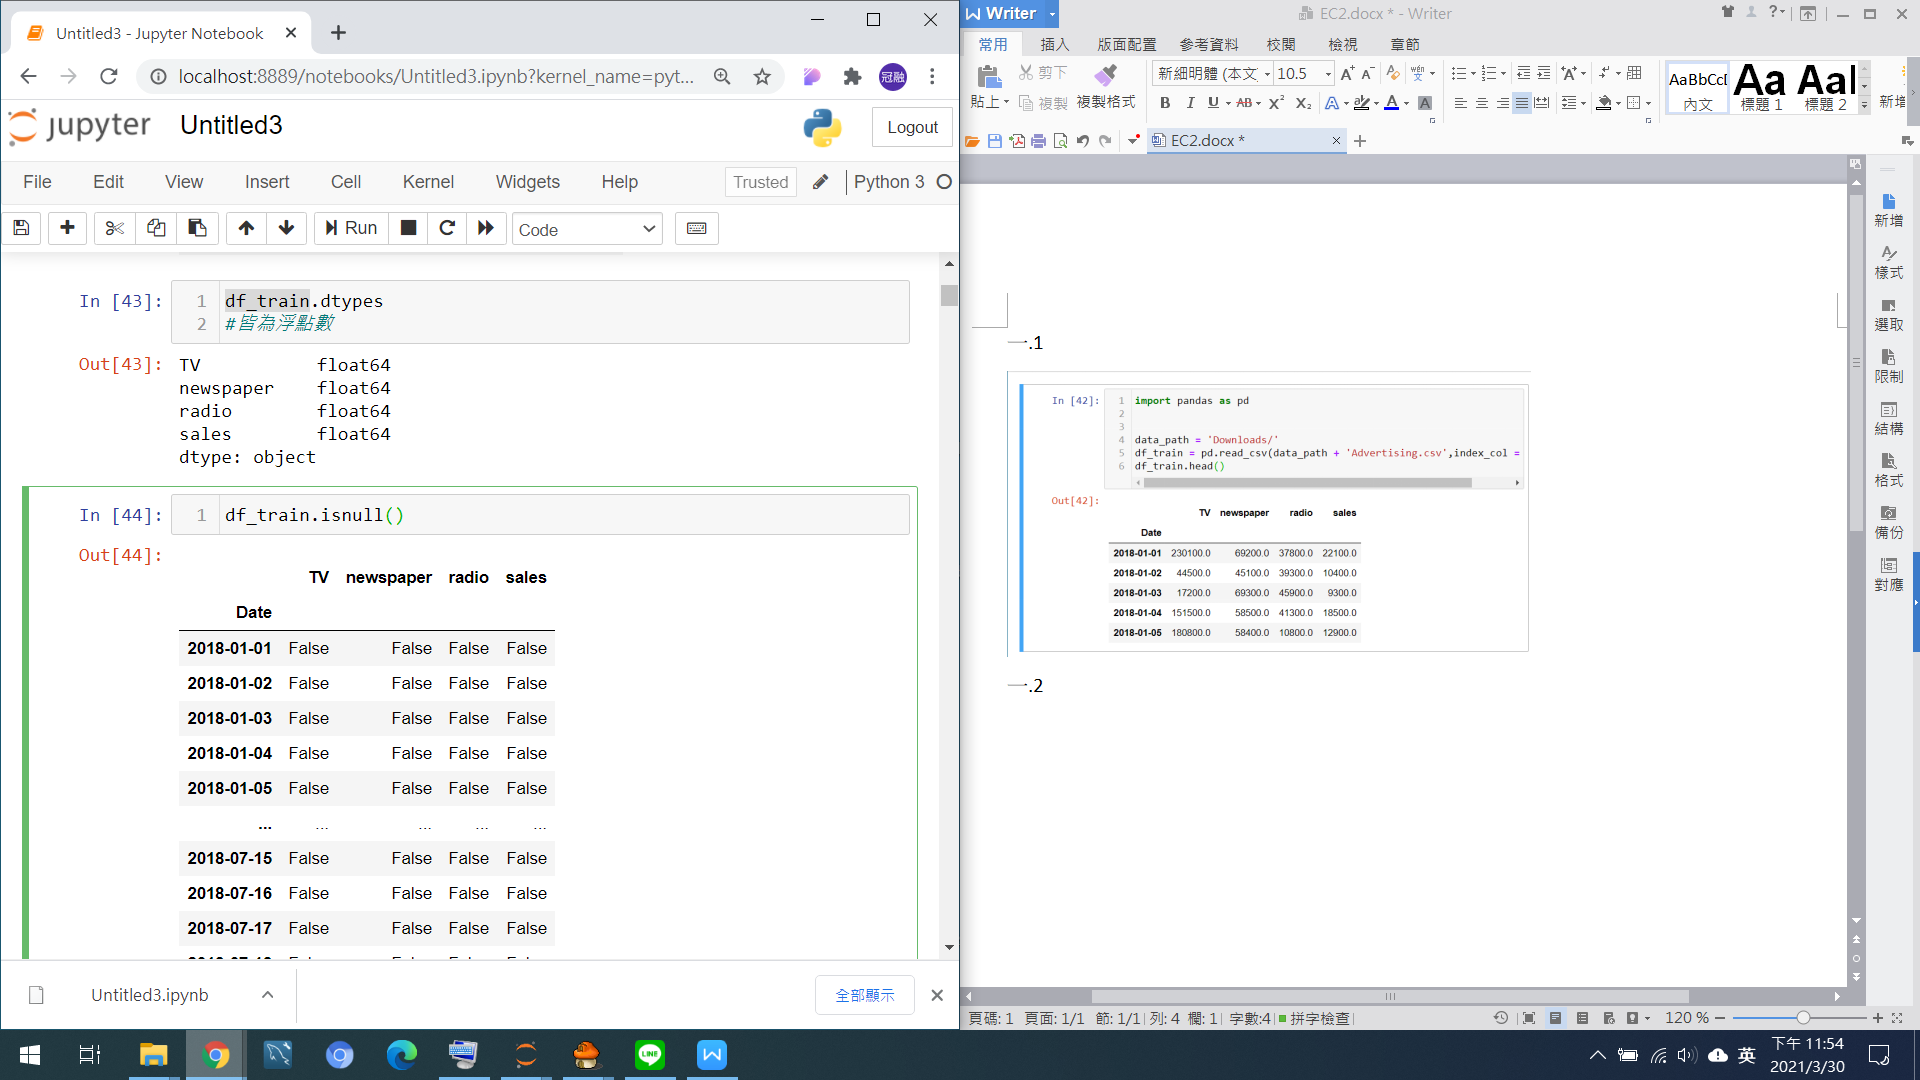 Untitled3 - Jupyter Notebook
localhost:8889/notebooks/Untitled3.ipynb?kernel_name=pyt...
冠融
jupyter Untitled3
Logout
File Edit View Insert Cell Kernel Widgets Help
Trusted
Python 3
Run
Code
In [43]:
1 df_train.dtypes
2 #皆為浮點數
Out[43]:
TV float64
newspaper float64
radio float64
sales float64
dtype: object
In [44]:
1 df_train.isnull()
Out[44]:
TV newspaper radio sales
Date
2018-01-01 False False False False
2018-01-02 False False False False
2018-01-03 False False False False
2018-01-04 False False False False
2018-01-05 False False False False
... ... ... ... ...
2018-07-15 False False False False
2018-07-16 False False False False
2018-07-17 False False False False
Untitled3.ipynb
全部顯示
Writer
EC2.docx * - Writer
常用 插入 版面配置 參考資料 校閱 檢視 章節
貼上
剪下
複製
複製格式
新細明體 (本文
10.5
AaBbCcI
內文
Aa
標題 1
Aal
標題 2
新增
EC2.docx *
一.1
In [42]:
1 import pandas as pd
2
3
4 data_path = 'Downloads/'
5 df_train = pd.read_csv(data_path + 'Advertising.csv',index_col =
6 df_train.head()
Out[42]:
TV newspaper radio sales
Date
2018-01-01 230100.0 69200.0 37800.0 22100.0
2018-01-02 44500.0 45100.0 39300.0 10400.0
2018-01-03 17200.0 69300.0 45900.0 9300.0
2018-01-04 151500.0 58500.0 41300.0 18500.0
2018-01-05 180800.0 58400.0 10800.0 12900.0
一.2
新增
樣式
選取
限制
結構
格式
備份
對應
頁碼: 1 頁面: 1/1 節: 1/1 列: 4 欄: 1 字數:4 拼字檢查
120 %
LINE
英
下午 11:54
2021/3/30